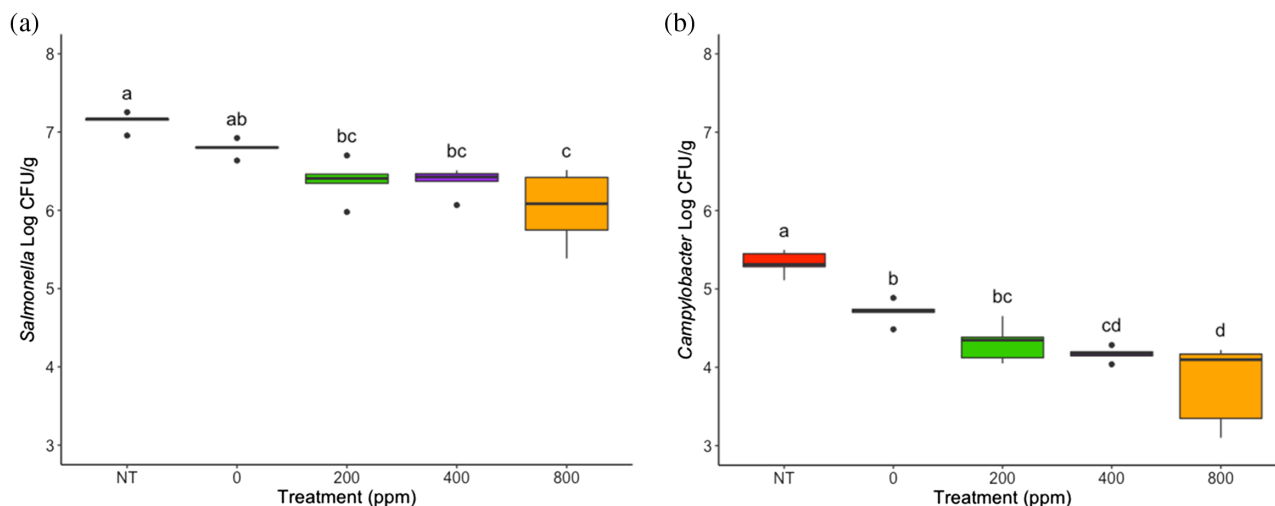 (a)
Salmonella Log CFU/g
8
7
6
5
4
3
a
ab
bc
bc
c
NT 0 200 400 800
Treatment (ppm)
(b)
Campylobacter Log CFU/g
8
7
6
5
4
3
a
b
bc
cd
d
NT 0 200 400 800
Treatment (ppm)